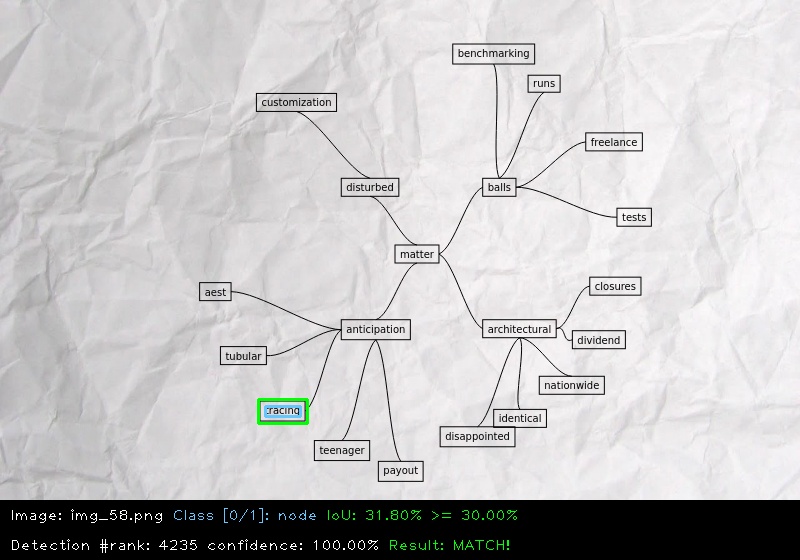 benchmarking
runs
customization
freelance
disturbed
balls
tests
matter
closures
aest
anticipation
architectural
dividend
tubular
nationwide
tracing
identical
disappointed
teenager
payout
Image: img_58.png Class [0/1]: node IoU: 31.80% >= 30.00%
Detection #rank: 4235 confidence: 100.00% Result: MATCH!